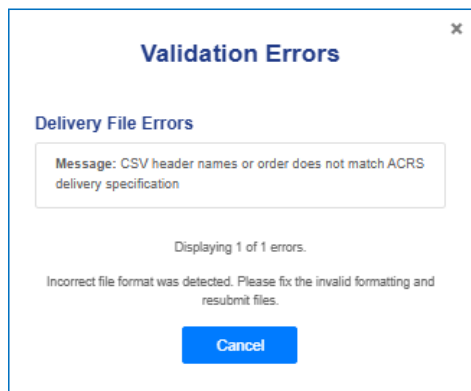 ×
Validation Errors
Delivery File Errors
Message: CSV header names or order does not match ACRS
delivery specification
Displaying 1 of 1 errors.
Incorrect file format was detected. Please fix the invalid formatting and
resubmit files.
Cancel